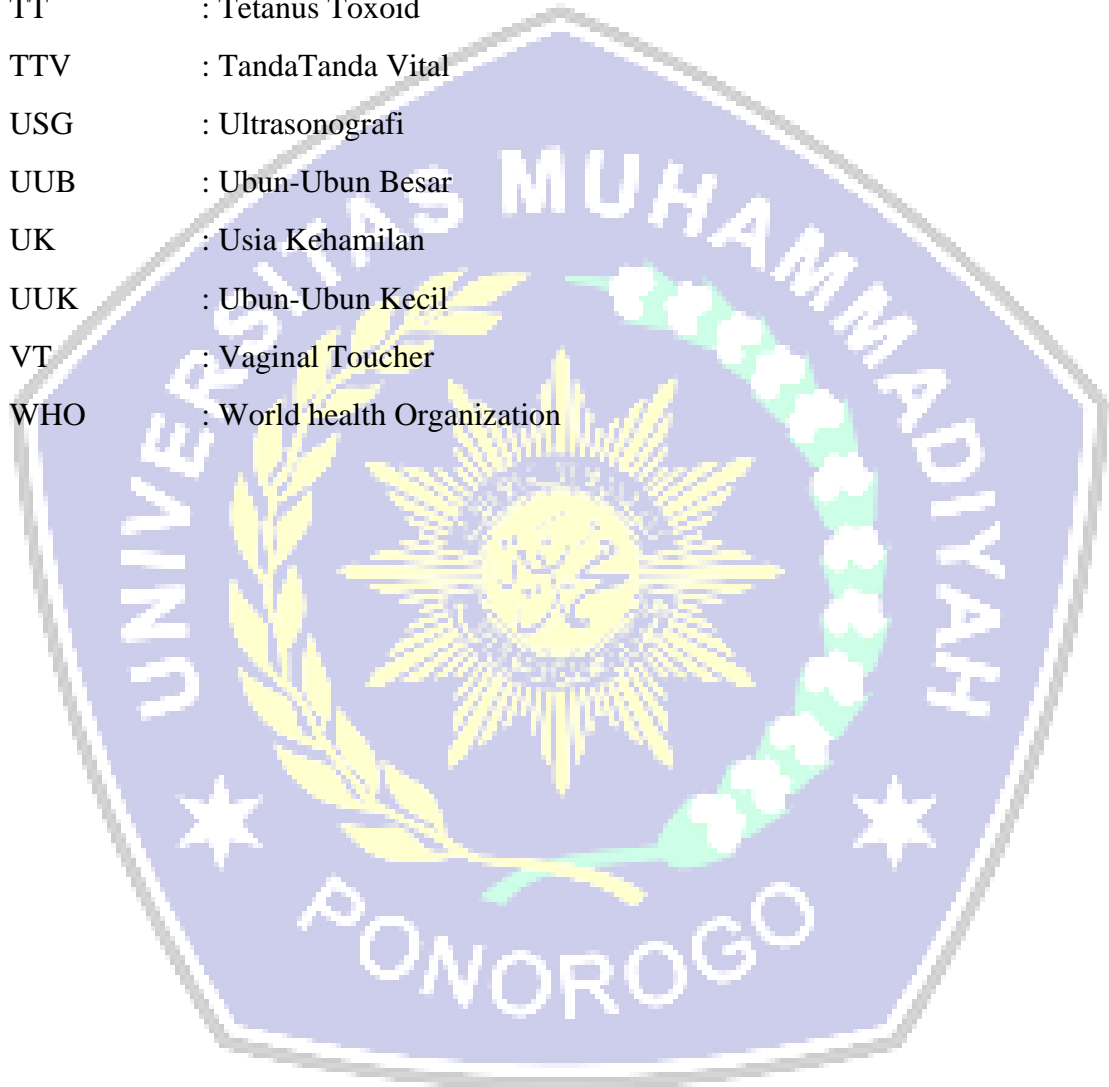 TT : Tetanus Toxoid
TTV : TandaTanda Vital
USG : Ultrasonografi
UUB : Ubun-Ubun Besar
UK : Usia Kehamilan
UUK : Ubun-Ubun Kecil
VT : Vaginal Toucher
WHO : World health Organization
UNIVERSITAS MUHAMMADIYAH
PONOROGO